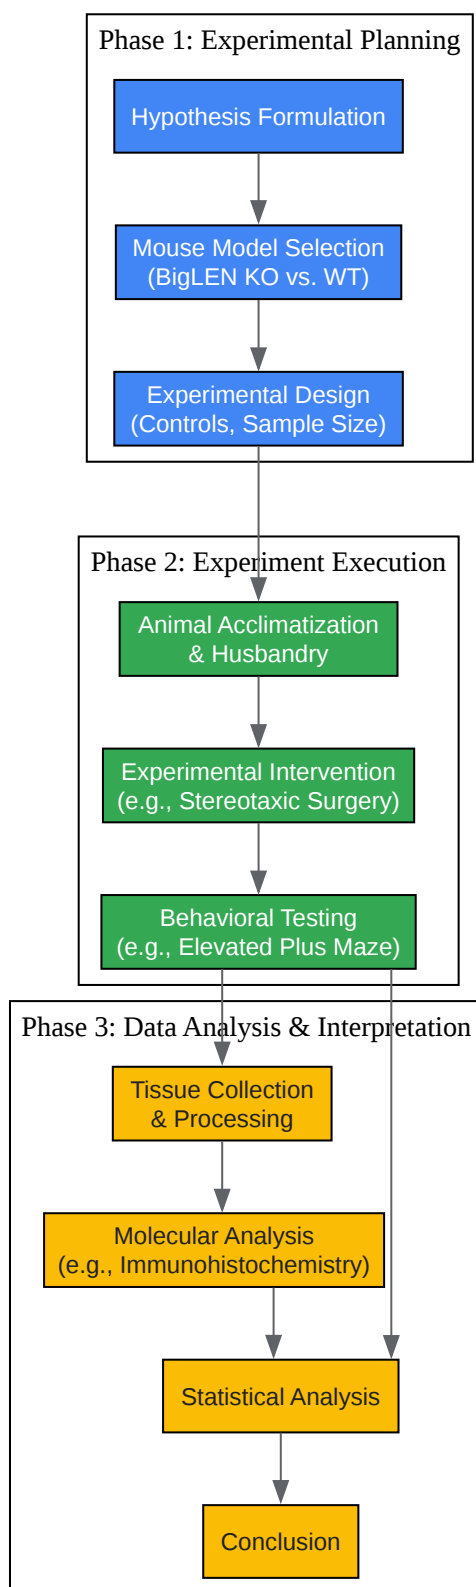 Phase 1: Experimental Planning
Hypothesis Formulation
Mouse Model Selection
(BigLEN KO vs. WT)
Experimental Design
(Controls, Sample Size)
Phase 2: Experiment Execution
Animal Acclimatization
& Husbandry
Experimental Intervention
(e.g., Stereotaxic Surgery)
Behavioral Testing
(e.g., Elevated Plus Maze)
Phase 3: Data Analysis & Interpretation
Tissue Collection
& Processing
Molecular Analysis
(e.g., Immunohistochemistry)
Statistical Analysis
Conclusion